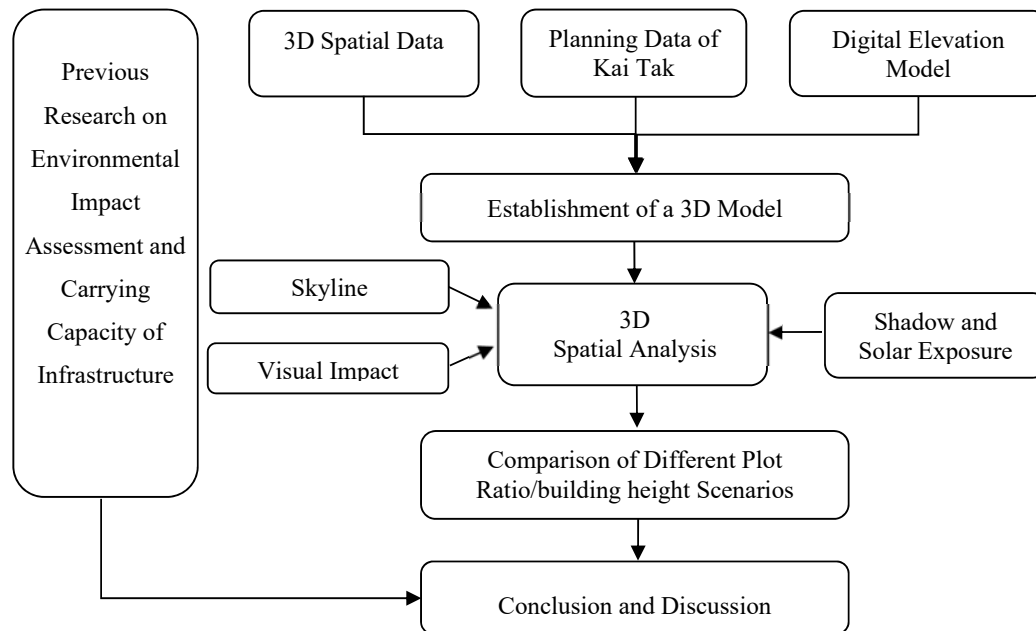 Previous
Research on
Environmental
Impact
Assessment and
Carrying
Capacity of
Infrastructure
3D Spatial Data
Planning Data of
Kai Tak
Digital Elevation
Model
Establishment of a 3D Model
Skyline
Visual Impact
3D
Spatial Analysis
Shadow and
Solar Exposure
Comparison of Different Plot
Ratio/building height Scenarios
Conclusion and Discussion